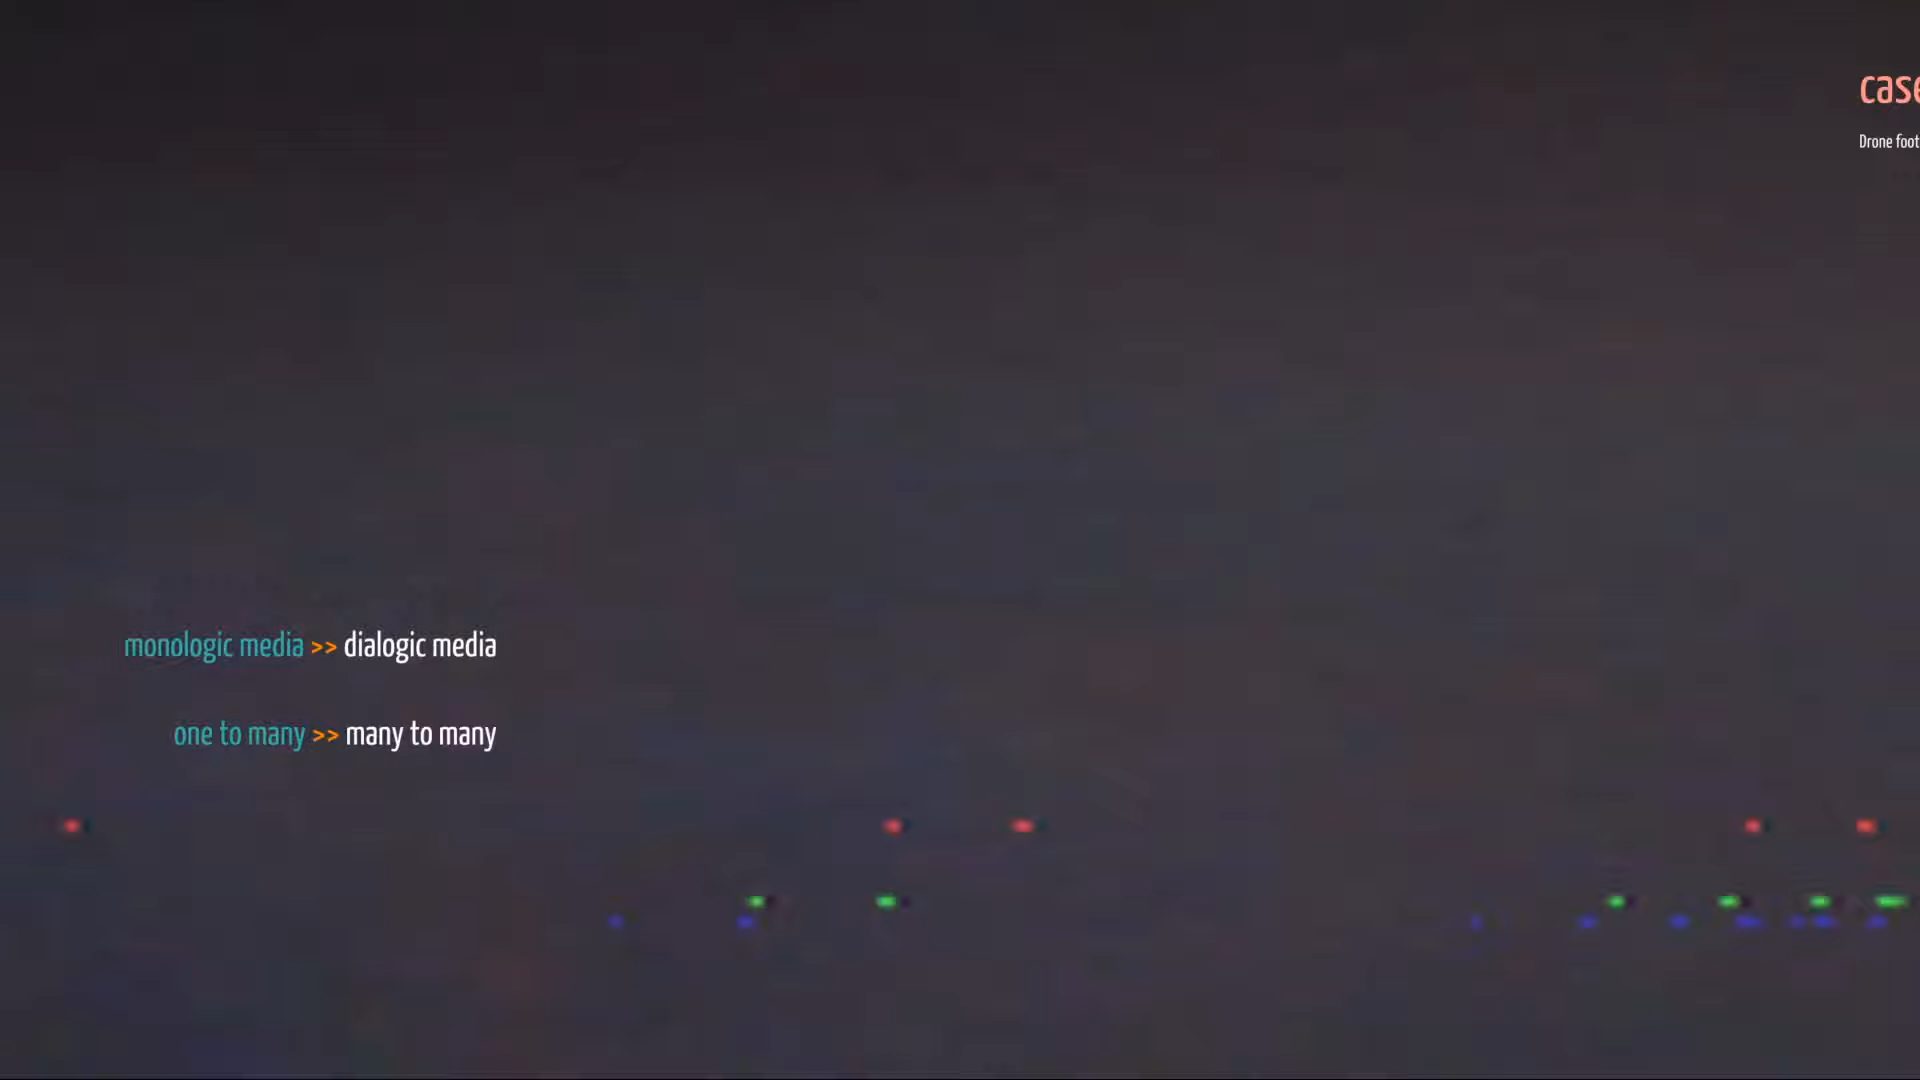 case
Drone foot
monologic media >> dialogic media
one to many >> many to many